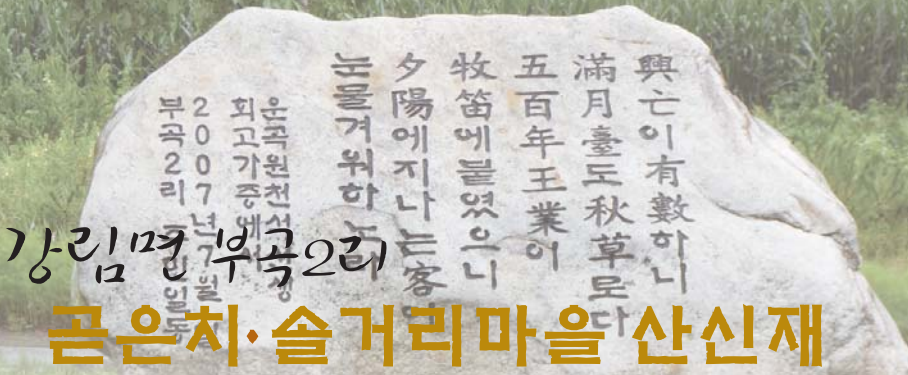 興亡이有數하니
滿月臺도秋草로다
五百年王業이
牧笛에붙였으니
夕陽에지나는客이
눈물겨워하노라
운곡원천석선생
회고가중에서
2007년7월
부곡2리
강림면 부곡2리
곧은치·솔거리마을 산신재